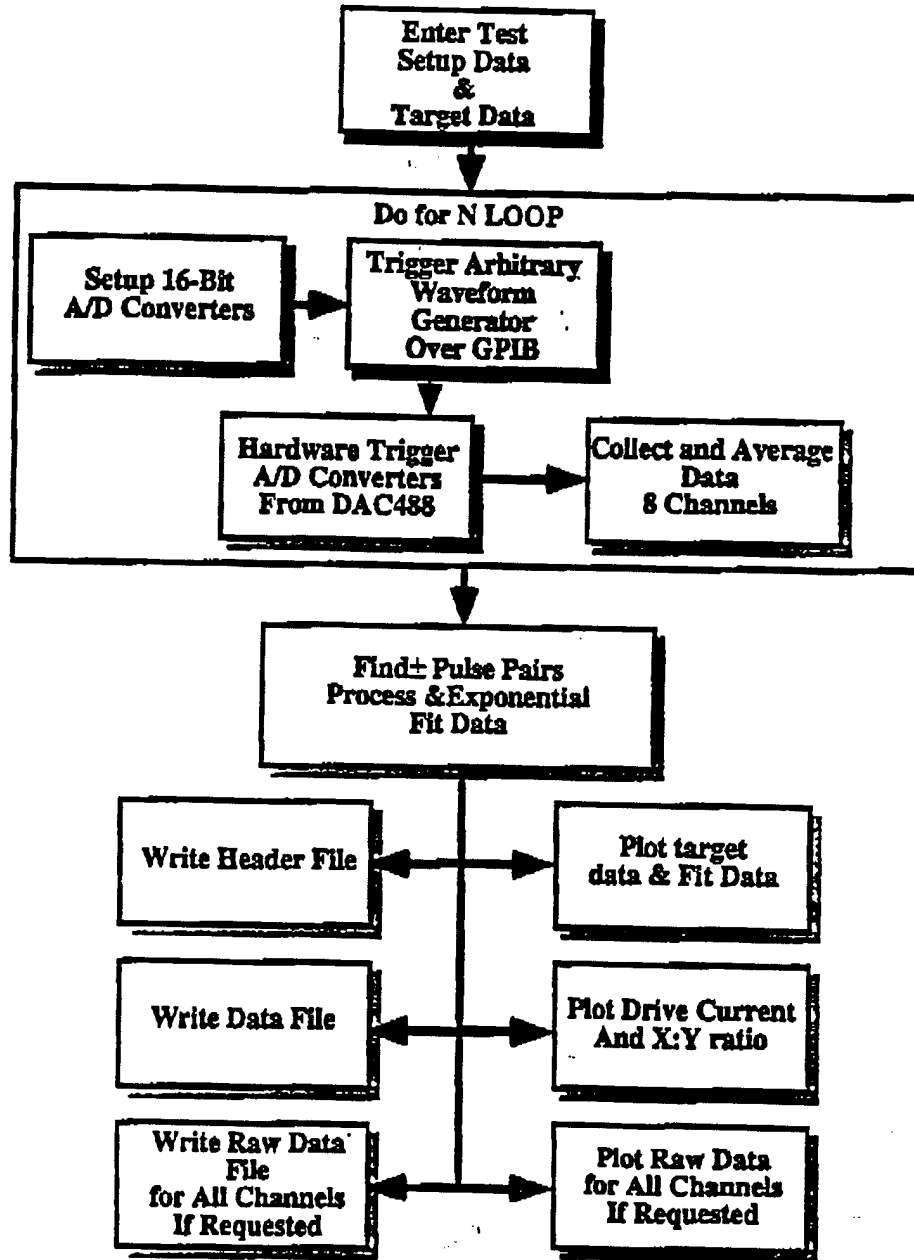 Enter Test
Setup Data
&
Target Data
Do for N LOOP
Setup 16-Bit
A/D Converters
Trigger Arbitrary
Waveform
Generator
Over GPIB
Hardware Trigger
A/D Converters
From DAC488
Collect and Average
Data
8 Channels
Find± Pulse Pairs
Process &Exponential
Fit Data
Write Header File
Plot target
data & Fit Data
Write Data File
Plot Drive Current
And X:Y ratio
Write Raw Data
File
for All Channels
If Requested
Plot Raw Data
for All Channels
If Requested